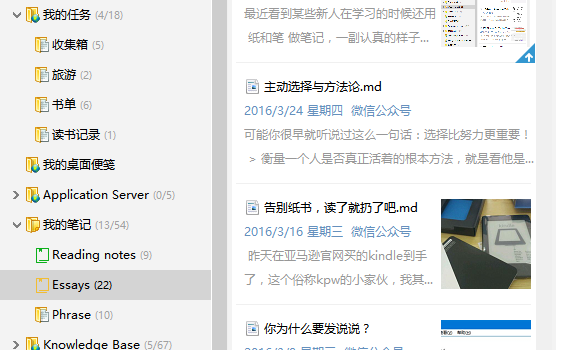 我的任务 (4/18)
收集箱 (5)
旅游 (2)
书单 (6)
读书记录 (1)
我的桌面便笺
Application Server (0/5)
我的笔记 (13/54)
Reading notes (9)
Essays (22)
Phrase (10)
Knowledge Base (5/67)
最近看到某些新人在学习的时候还用
纸和笔 做笔记，一副认真的样子...
主动选择与方法论.md
2016/3/24 星期四 微信公众号
可能你很早就听说过这么一句话：选择比努力更重要！
> 衡量一个人是否真正活着的根本方法，就是看他是...
告别纸书，读了就扔了吧.md
2016/3/16 星期三 微信公众号
昨天在亚马逊官网买的kindle到手
了，这个俗称kpw的小家伙，我其...
你为什么要发说说？